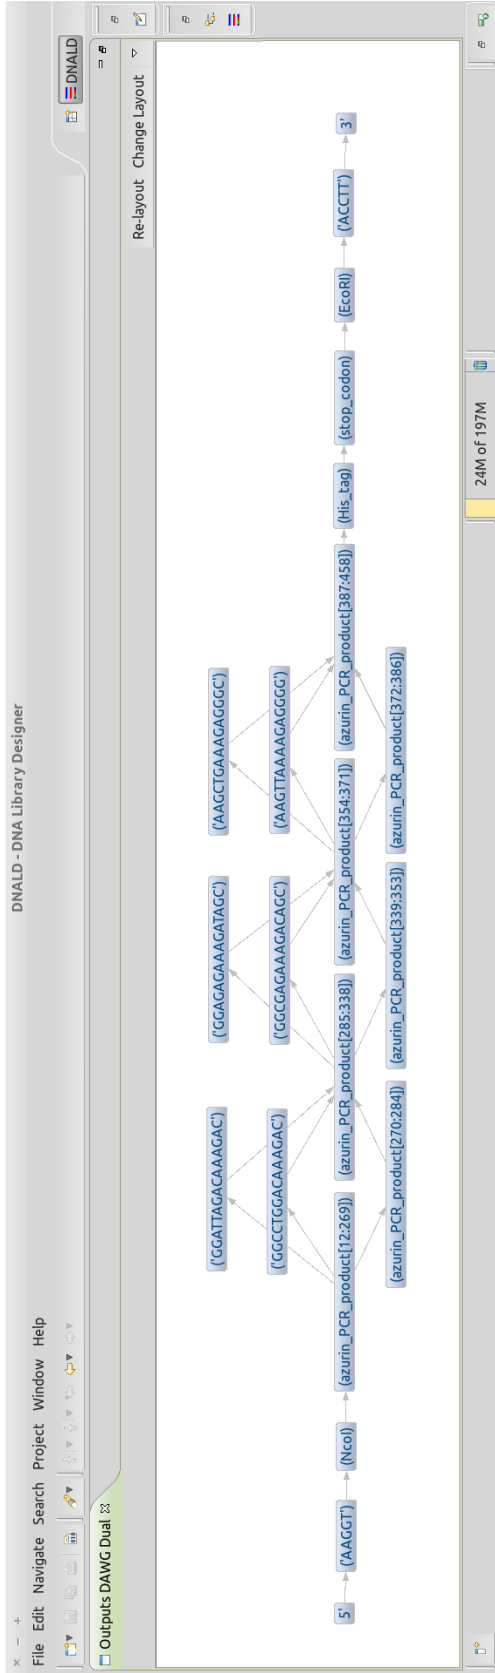 DNALD - DNA Library Designer
File Edit Navigate Search Project Window Help
DNALD
Outputs DAWG Dual
Re-layout Change Layout
('GGATTAGACAAAGAC')
('GGAGAGAAAGATAGC')
('AAGCTGAAAGAGGGC')
('GGCCTGGACAAAGAC')
('GGCGAGAAAGACAGC')
('AAGTTAAAAGAGGGG')
5'
('AAGGT')
(NcoI)
(azurin_PCR_product[12:269])
(azurin_PCR_product[285:338])
(azurin_PCR_product[354:371])
(azurin_PCR_product[387:458])
(His_tag)
(stop_codon)
(EcoRI)
('ACCTT')
3'
(azurin_PCR_product[270:284])
(azurin_PCR_product[339:353])
(azurin_PCR_product[372:386])
24M of 197M